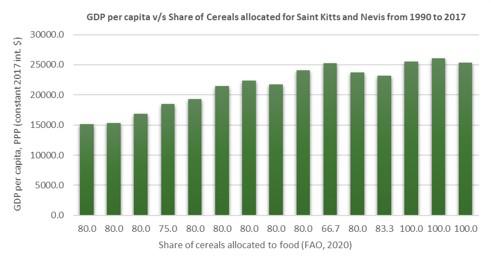 GDP per capita v/s Share of Cereals allocated for Saint Kitts and Nevis from 1990 to 2017
GDP per capita, PPP (constant 2017 int. $)
30000.0
25000.0
20000.0
15000.0
10000.0
5000.0
0.0
80.0 80.0 80.0 75.0 80.0 80.0 80.0 80.0 80.0 66.7 80.0 83.3 100.0 100.0 100.0
Share of cereals allocated to food (FAO, 2020)